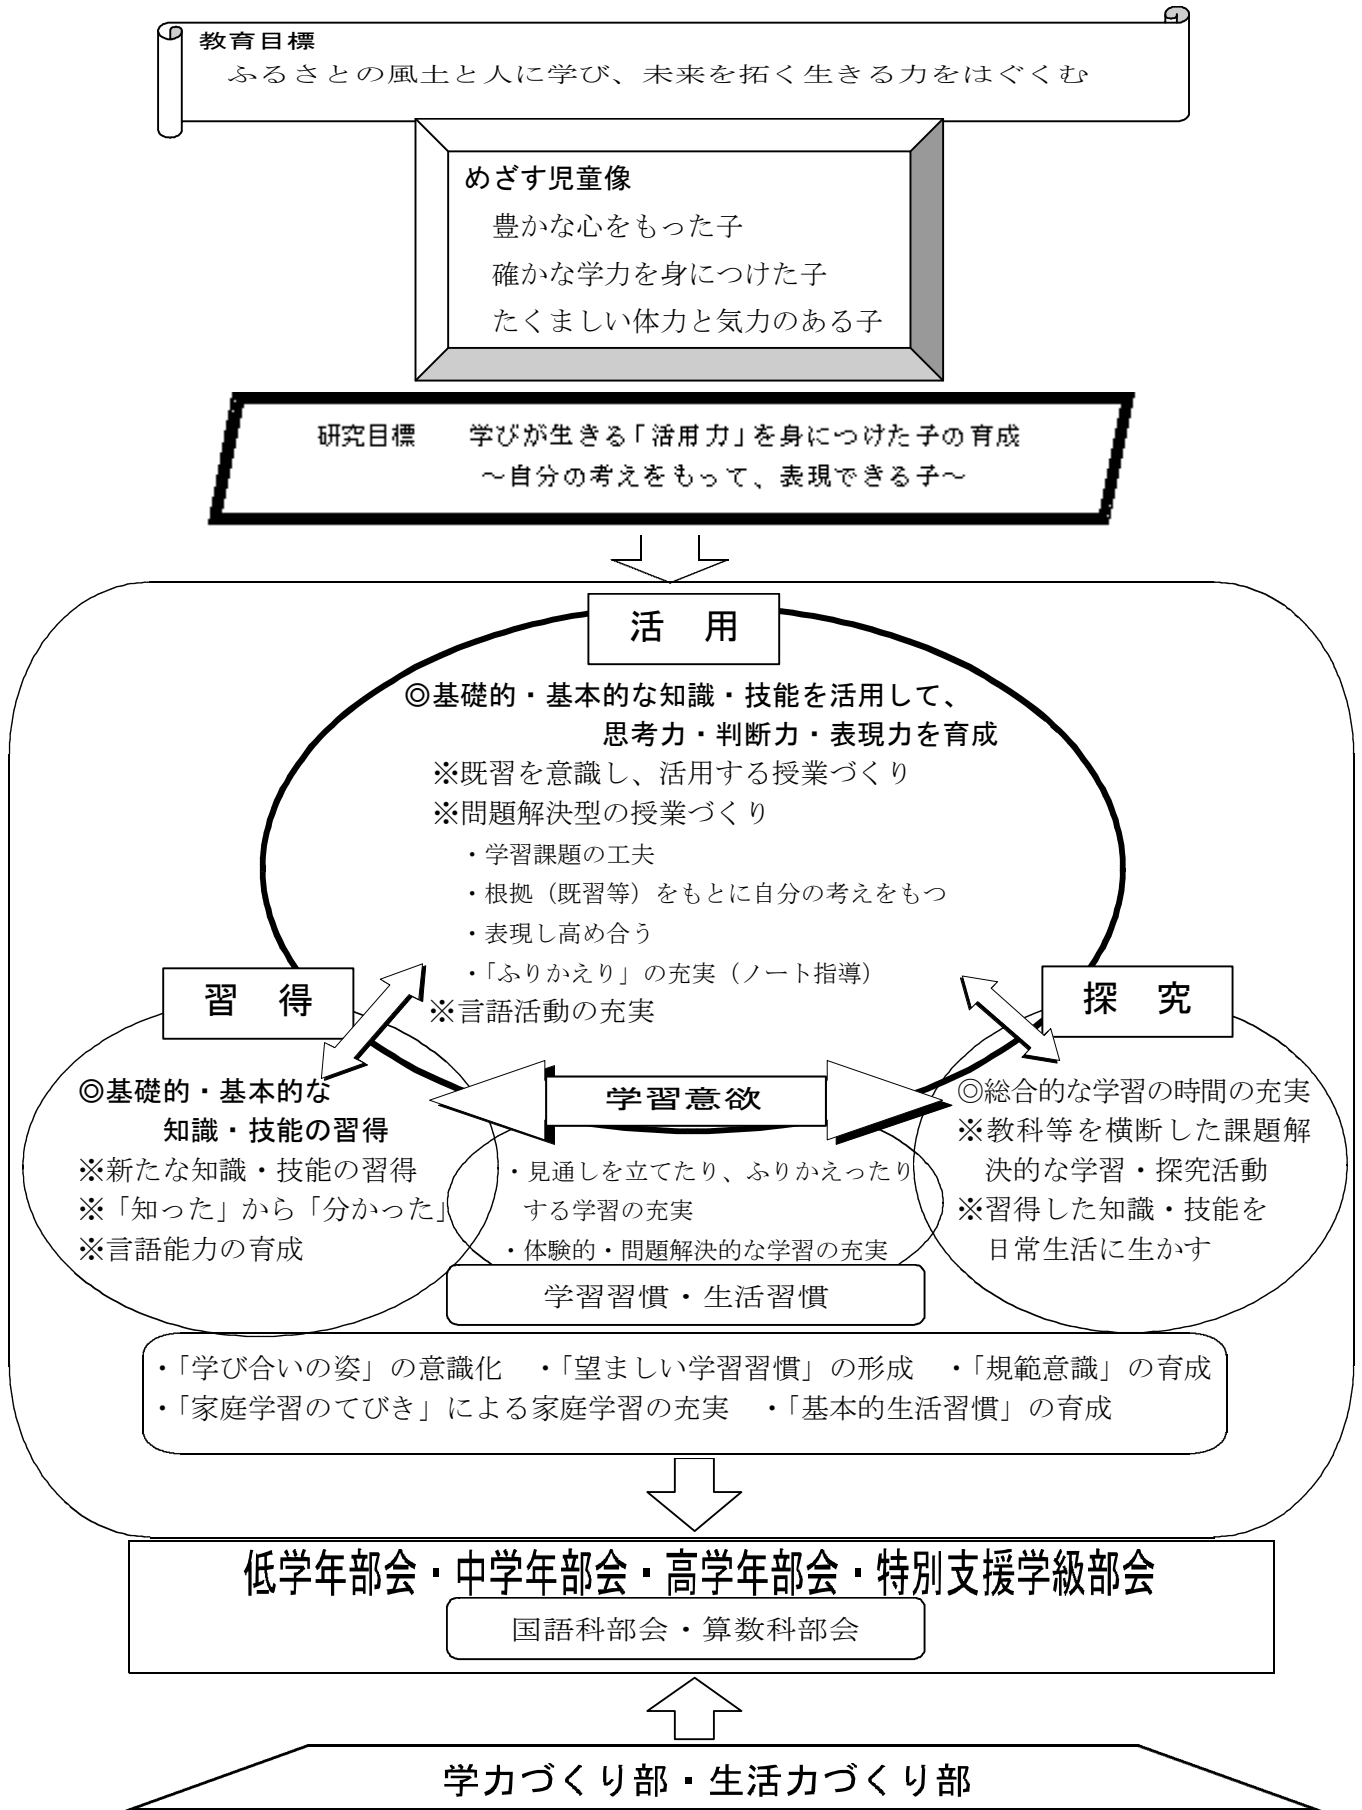 教育目標
ふるさとの風土と人に学び、未来を拓く生きる力をはぐくむ
めざす児童像
豊かな心をもった子
確かな学力を身につけた子
たくましい体力と気力のある子
研究目標　学びが生きる「活用力」を身につけた子の育成
～自分の考えをもって、表現できる子～
活　用
◎基礎的・基本的な知識・技能を活用して、
思考力・判断力・表現力を育成
※既習を意識し、活用する授業づくり
※問題解決型の授業づくり
・学習課題の工夫
・根拠（既習等）をもとに自分の考えをもつ
・表現し高め合う
・「ふりかえり」の充実（ノート指導）
※言語活動の充実
習　得
◎基礎的・基本的な
知識・技能の習得
※新たな知識・技能の習得
※「知った」から「分かった」
※言語能力の育成
学習意欲
・見通しを立てたり、ふりかえったり
する学習の充実
・体験的・問題解決的な学習の充実
探　究
◎総合的な学習の時間の充実
※教科等を横断した課題解
決的な学習・探究活動
※習得した知識・技能を
日常生活に生かす
学習習慣・生活習慣
・「学び合いの姿」の意識化　・「望ましい学習習慣」の形成　・「規範意識」の育成
・「家庭学習のてびき」による家庭学習の充実　・「基本的生活習慣」の育成
低学年部会・中学年部会・高学年部会・特別支援学級部会
国語科部会・算数科部会
学力づくり部・生活力づくり部